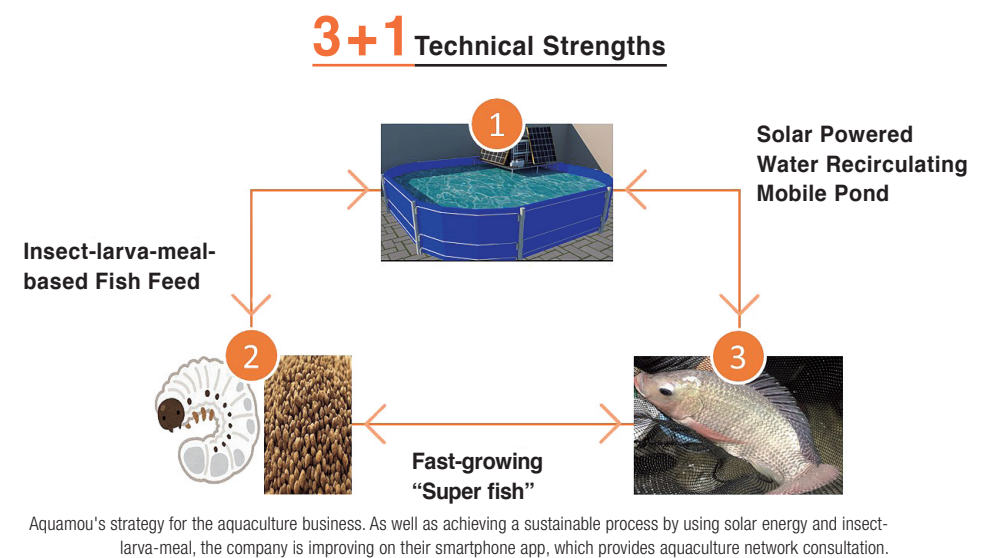 3+1 Technical Strengths
1
Solar Powered
Water Recirculating
Mobile Pond
Insect-larva-meal-
based Fish Feed
2
3
Fast-growing
“Super fish”
Aquamou's strategy for the aquaculture business. As well as achieving a sustainable process by using solar energy and insect-
larva-meal, the company is improving on their smartphone app, which provides aquaculture network consultation.